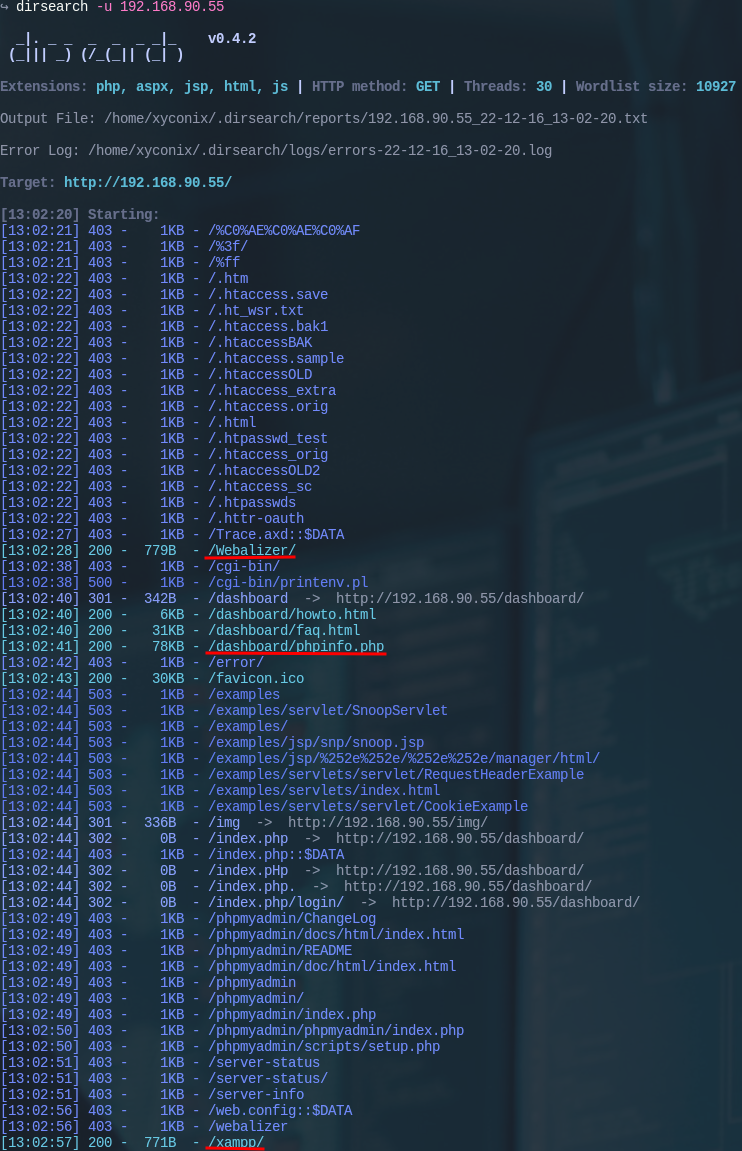 ↪ dirsearch -u 192.168.90.55
  _|. _ _  _  _  _ _|_    v0.4.2
 (_||| _) (/_(_|| (_| )
Extensions: php, aspx, jsp, html, js | HTTP method: GET | Threads: 30 | Wordlist size: 10927
Output File: /home/xyconix/.dirsearch/reports/192.168.90.55_22-12-16_13-02-20.txt
Error Log: /home/xyconix/.dirsearch/logs/errors-22-12-16_13-02-20.log
Target: http://192.168.90.55/
[13:02:20] Starting:
[13:02:21] 403 -    1KB - /%C0%AE%C0%AE%C0%AF
[13:02:21] 403 -    1KB - /%3f/
[13:02:21] 403 -    1KB - /%ff
[13:02:22] 403 -    1KB - /.htm
[13:02:22] 403 -    1KB - /.htaccess.save
[13:02:22] 403 -    1KB - /.ht_wsr.txt
[13:02:22] 403 -    1KB - /.htaccess.bak1
[13:02:22] 403 -    1KB - /.htaccessBAK
[13:02:22] 403 -    1KB - /.htaccess.sample
[13:02:22] 403 -    1KB - /.htaccessOLD
[13:02:22] 403 -    1KB - /.htaccess_extra
[13:02:22] 403 -    1KB - /.htaccess.orig
[13:02:22] 403 -    1KB - /.html
[13:02:22] 403 -    1KB - /.htpasswd_test
[13:02:22] 403 -    1KB - /.htaccess_orig
[13:02:22] 403 -    1KB - /.htaccessOLD2
[13:02:22] 403 -    1KB - /.htaccess_sc
[13:02:22] 403 -    1KB - /.htpasswds
[13:02:22] 403 -    1KB - /.httr-oauth
[13:02:27] 403 -    1KB - /Trace.axd::$DATA
[13:02:28] 200 -  779B  - /Webalizer/
[13:02:38] 403 -    1KB - /cgi-bin/
[13:02:38] 500 -    1KB - /cgi-bin/printenv.pl
[13:02:40] 301 -  342B  - /dashboard  ->  http://192.168.90.55/dashboard/
[13:02:40] 200 -    6KB - /dashboard/howto.html
[13:02:40] 200 -   31KB - /dashboard/faq.html
[13:02:41] 200 -   78KB - /dashboard/phpinfo.php
[13:02:42] 403 -    1KB - /error/
[13:02:43] 200 -   30KB - /favicon.ico
[13:02:44] 503 -    1KB - /examples
[13:02:44] 503 -    1KB - /examples/servlet/SnoopServlet
[13:02:44] 503 -    1KB - /examples/
[13:02:44] 503 -    1KB - /examples/jsp/snp/snoop.jsp
[13:02:44] 503 -    1KB - /examples/jsp/%252e%252e/%252e%252e/manager/html/
[13:02:44] 503 -    1KB - /examples/servlets/servlet/RequestHeaderExample
[13:02:44] 503 -    1KB - /examples/servlets/index.html
[13:02:44] 503 -    1KB - /examples/servlets/servlet/CookieExample
[13:02:44] 301 -  336B  - /img  ->  http://192.168.90.55/img/
[13:02:44] 302 -    0B  - /index.php  ->  http://192.168.90.55/dashboard/
[13:02:44] 403 -    1KB - /index.php::$DATA
[13:02:44] 302 -    0B  - /index.pHp  ->  http://192.168.90.55/dashboard/
[13:02:44] 302 -    0B  - /index.php.  ->  http://192.168.90.55/dashboard/
[13:02:44] 302 -    0B  - /index.php/login/  ->  http://192.168.90.55/dashboard/
[13:02:49] 403 -    1KB - /phpmyadmin/ChangeLog
[13:02:49] 403 -    1KB - /phpmyadmin/docs/html/index.html
[13:02:49] 403 -    1KB - /phpmyadmin/README
[13:02:49] 403 -    1KB - /phpmyadmin/doc/html/index.html
[13:02:49] 403 -    1KB - /phpmyadmin
[13:02:49] 403 -    1KB - /phpmyadmin/
[13:02:49] 403 -    1KB - /phpmyadmin/index.php
[13:02:50] 403 -    1KB - /phpmyadmin/phpmyadmin/index.php
[13:02:50] 403 -    1KB - /phpmyadmin/scripts/setup.php
[13:02:51] 403 -    1KB - /server-status
[13:02:51] 403 -    1KB - /server-status/
[13:02:51] 403 -    1KB - /server-info
[13:02:56] 403 -    1KB - /web.config::$DATA
[13:02:56] 403 -    1KB - /webalizer
[13:02:57] 200 -  771B  - /xampp/